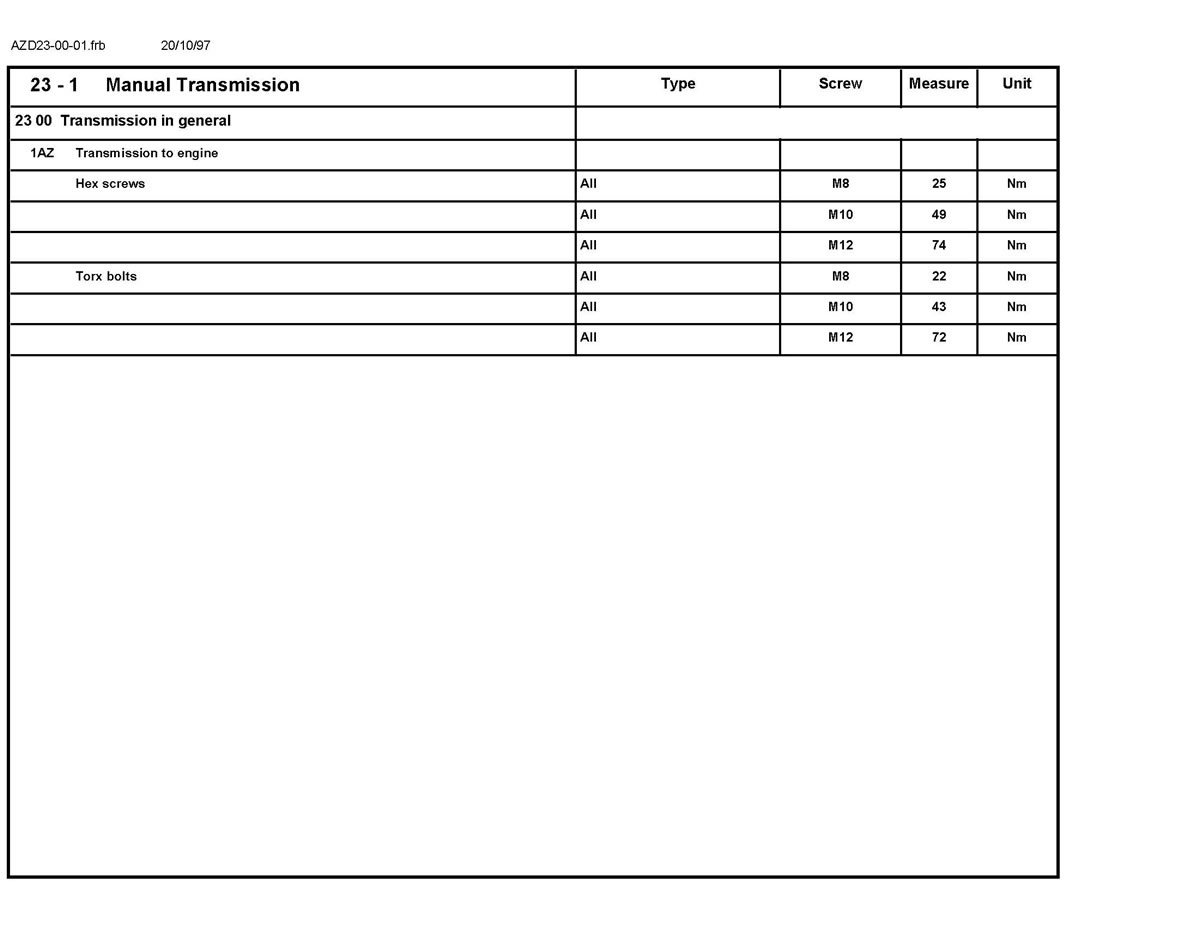 AZD23-00-01.frb 20/10/97
23 - 1 Manual Transmission Type Screw Measure Unit
23 00 Transmission in general
1AZ Transmission to engine
Hex screws All M8 25 Nm
All M10 49 Nm
All M12 74 Nm
Torx bolts All M8 22 Nm
All M10 43 Nm
All M12 72 Nm